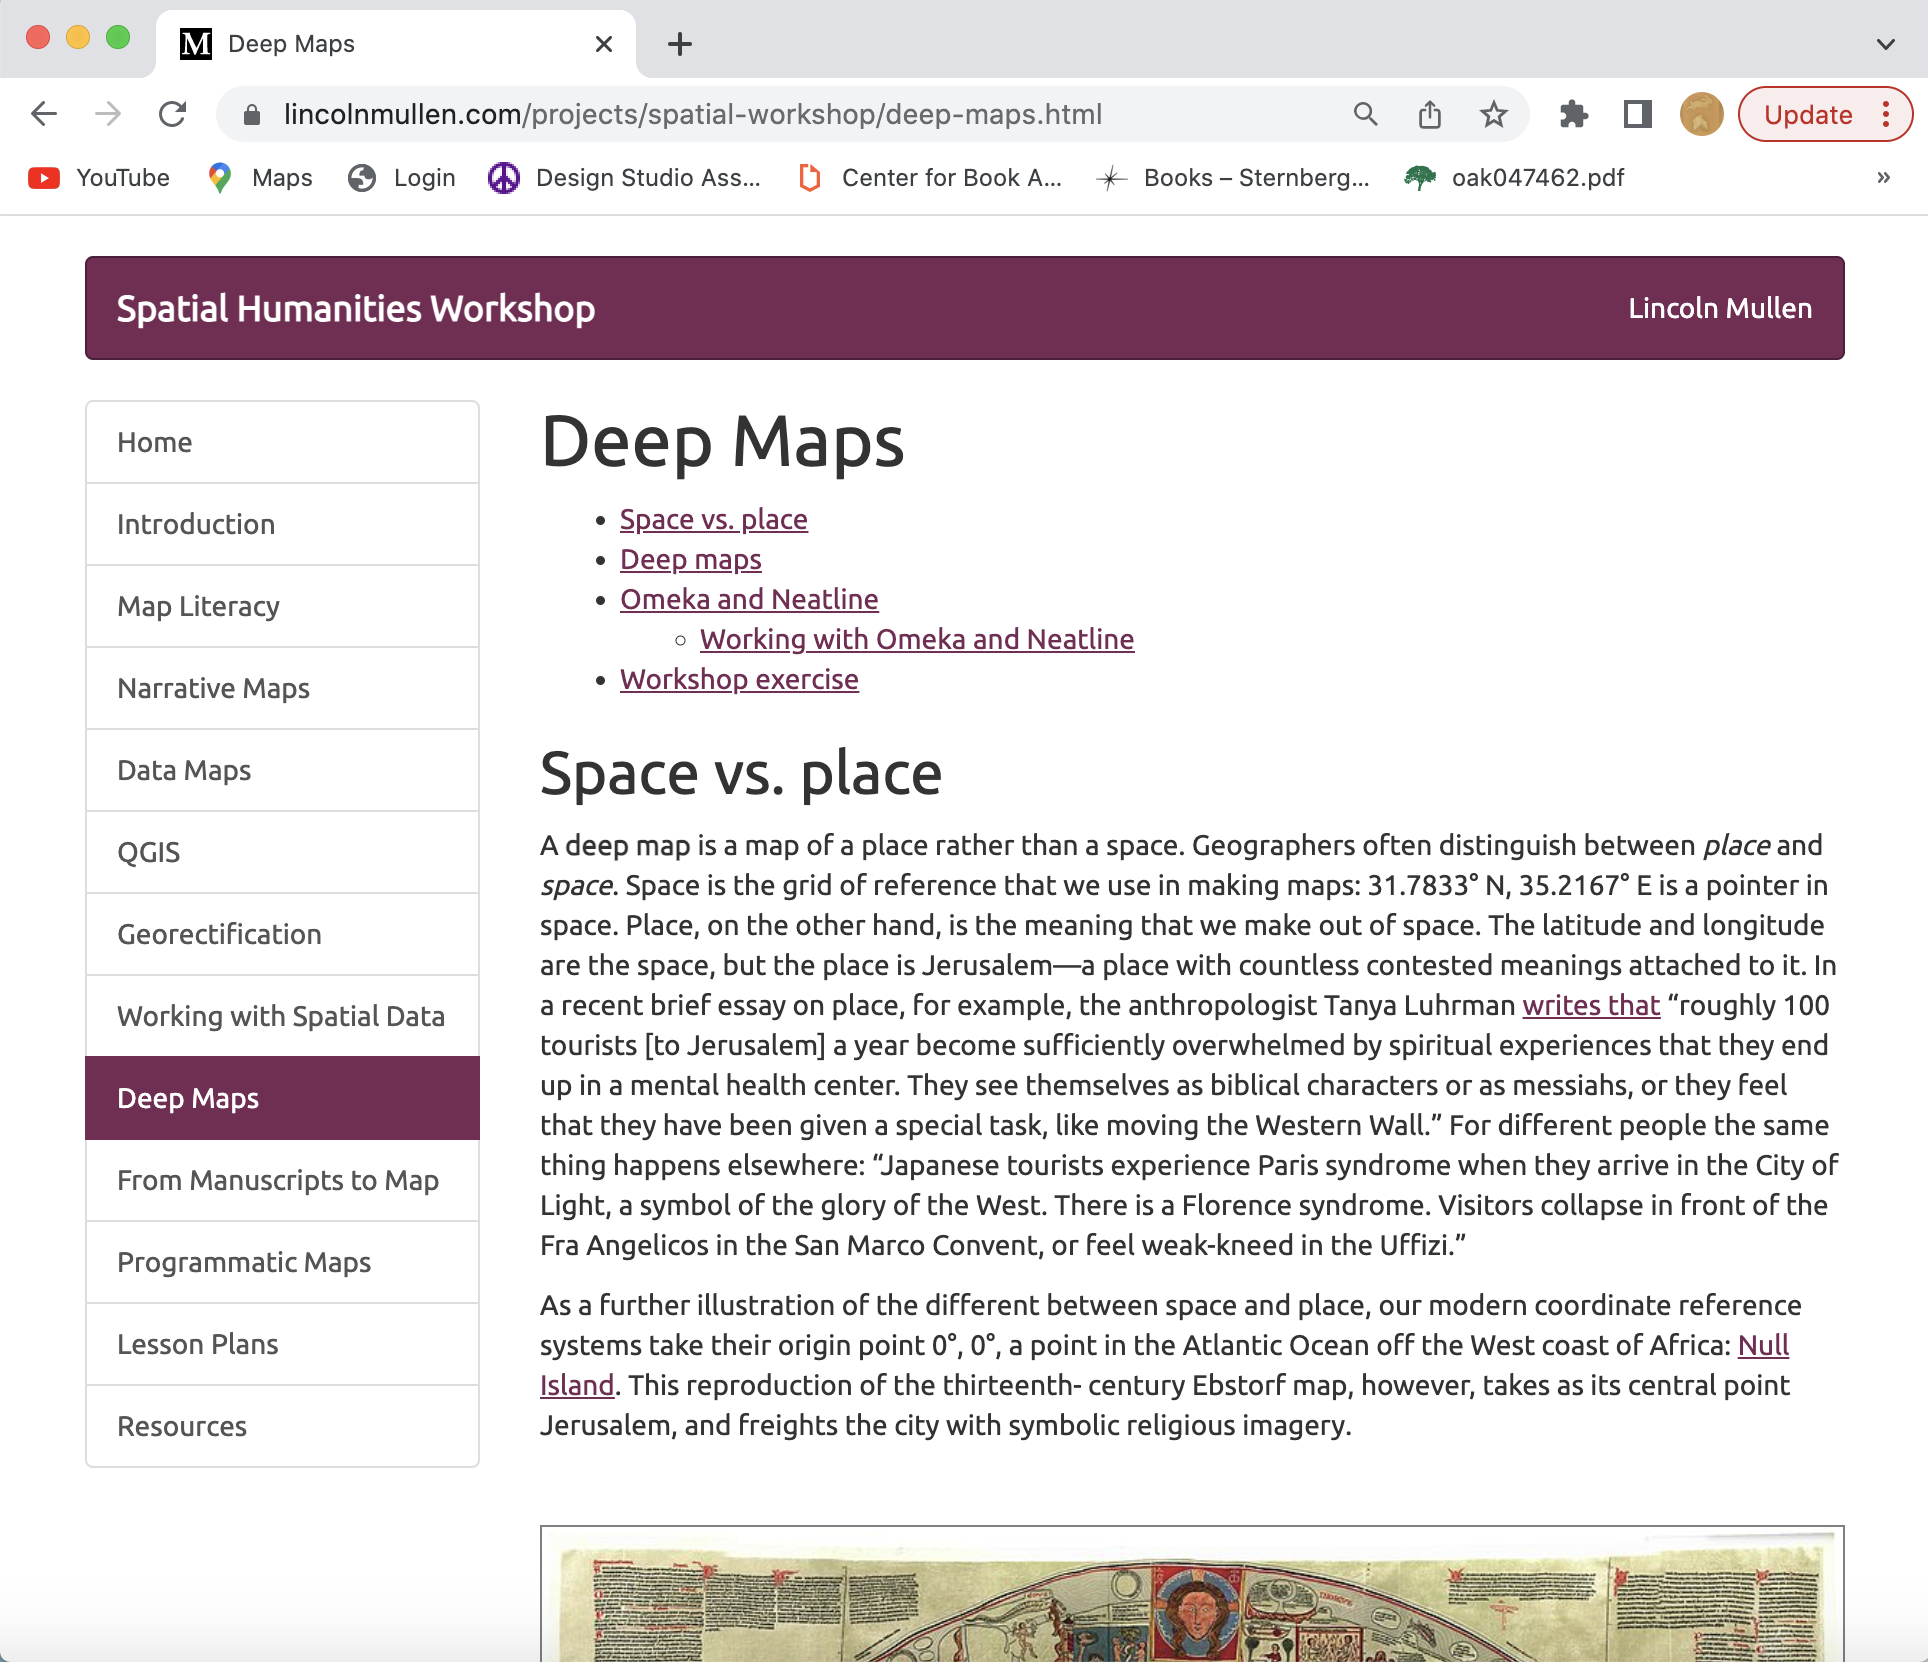 Deep Maps
lincolnmullen.com/projects/spatial-workshop/deep-maps.html
Update
YouTube
Maps
Login
Design Studio Ass...
Center for Book A...
Books – Sternberg...
oak047462.pdf
»
Spatial Humanities Workshop
Lincoln Mullen
Home
Introduction
Map Literacy
Narrative Maps
Data Maps
QGIS
Georectification
Working with Spatial Data
Deep Maps
From Manuscripts to Map
Programmatic Maps
Lesson Plans
Resources
Deep Maps
• Space vs. place
• Deep maps
• Omeka and Neatline
◦ Working with Omeka and Neatline
• Workshop exercise
Space vs. place
A deep map is a map of a place rather than a space. Geographers often distinguish between place and
space. Space is the grid of reference that we use in making maps: 31.7833° N, 35.2167° E is a pointer in
space. Place, on the other hand, is the meaning that we make out of space. The latitude and longitude
are the space, but the place is Jerusalem—a place with countless contested meanings attached to it. In
a recent brief essay on place, for example, the anthropologist Tanya Luhrman writes that “roughly 100
tourists [to Jerusalem] a year become sufficiently overwhelmed by spiritual experiences that they end
up in a mental health center. They see themselves as biblical characters or as messiahs, or they feel
that they have been given a special task, like moving the Western Wall.” For different people the same
thing happens elsewhere: “Japanese tourists experience Paris syndrome when they arrive in the City of
Light, a symbol of the glory of the West. There is a Florence syndrome. Visitors collapse in front of the
Fra Angelicos in the San Marco Convent, or feel weak-kneed in the Uffizi.”
As a further illustration of the different between space and place, our modern coordinate reference
systems take their origin point 0°, 0°, a point in the Atlantic Ocean off the West coast of Africa: Null
Island. This reproduction of the thirteenth- century Ebstorf map, however, takes as its central point
Jerusalem, and freights the city with symbolic religious imagery.